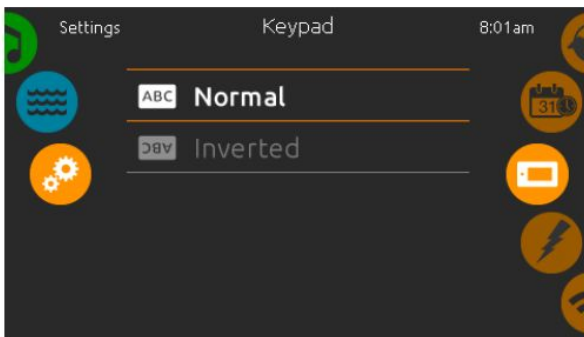 Settings
Keypad
8:01am
ABC Normal
ABC Inverted
31